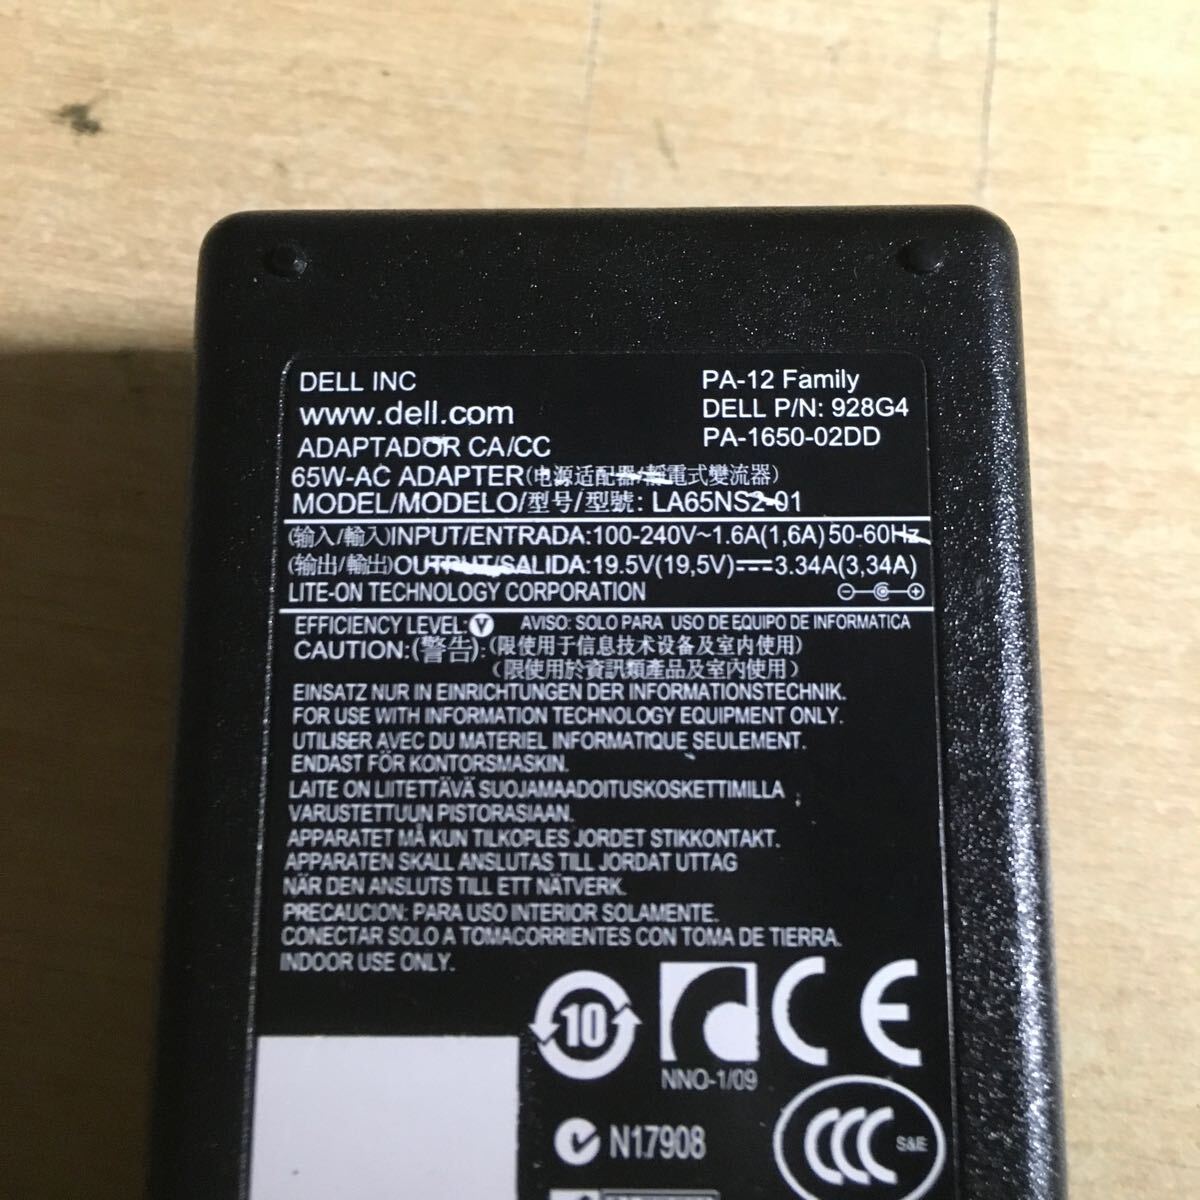 DELL INC
www.dell.com
ADAPTADOR CA/CC
PA-12 Family
DELL P/N: 928G4
PA-1650-02DD
65W-AC ADAPTER(电源适配器/靜電式變流器)
MODEL/MODELO/型号/型號: LA65NS2-01
(输入/輸入)INPUT/ENTRADA:100-240V~1.6A(1,6A) 50-60Hz
(输出/輸出)OUTPUT/SALIDA:19.5V(19,5V)⎓3.34A(3,34A)
LITE-ON TECHNOLOGY CORPORATION
EFFICIENCY LEVEL: V AVISO: SOLO PARA USO DE EQUIPO DE INFORMATICA
CAUTION:(警告):(限使用于信息技术设备及室内使用)
(限使用於資訊類產品及室內使用)
EINSATZ NUR IN EINRICHTUNGEN DER INFORMATIONSTECHNIK.
FOR USE WITH INFORMATION TECHNOLOGY EQUIPMENT ONLY.
UTILISER AVEC DU MATERIEL INFORMATIQUE SEULEMENT.
ENDAST FÖR KONTORSMASKIN.
LAITE ON LIITETTÄVÄ SUOJAMAADOITUSKOSKETTIMILLA
VARUSTETTUUN PISTORASIAAN.
APPARATET MÅ KUN TILKOPLES JORDET STIKKONTAKT.
APPARATEN SKALL ANSLUTAS TILL JORDAT UTTAG
NÄR DEN ANSLUTS TILL ETT NÄTVERK.
PRECAUCION: PARA USO INTERIOR SOLAMENTE.
CONECTAR SOLO A TOMACORRIENTES CON TOMA DE TIERRA.
INDOOR USE ONLY.
10
CE
NNO-1/09
N17908
CCC S&E